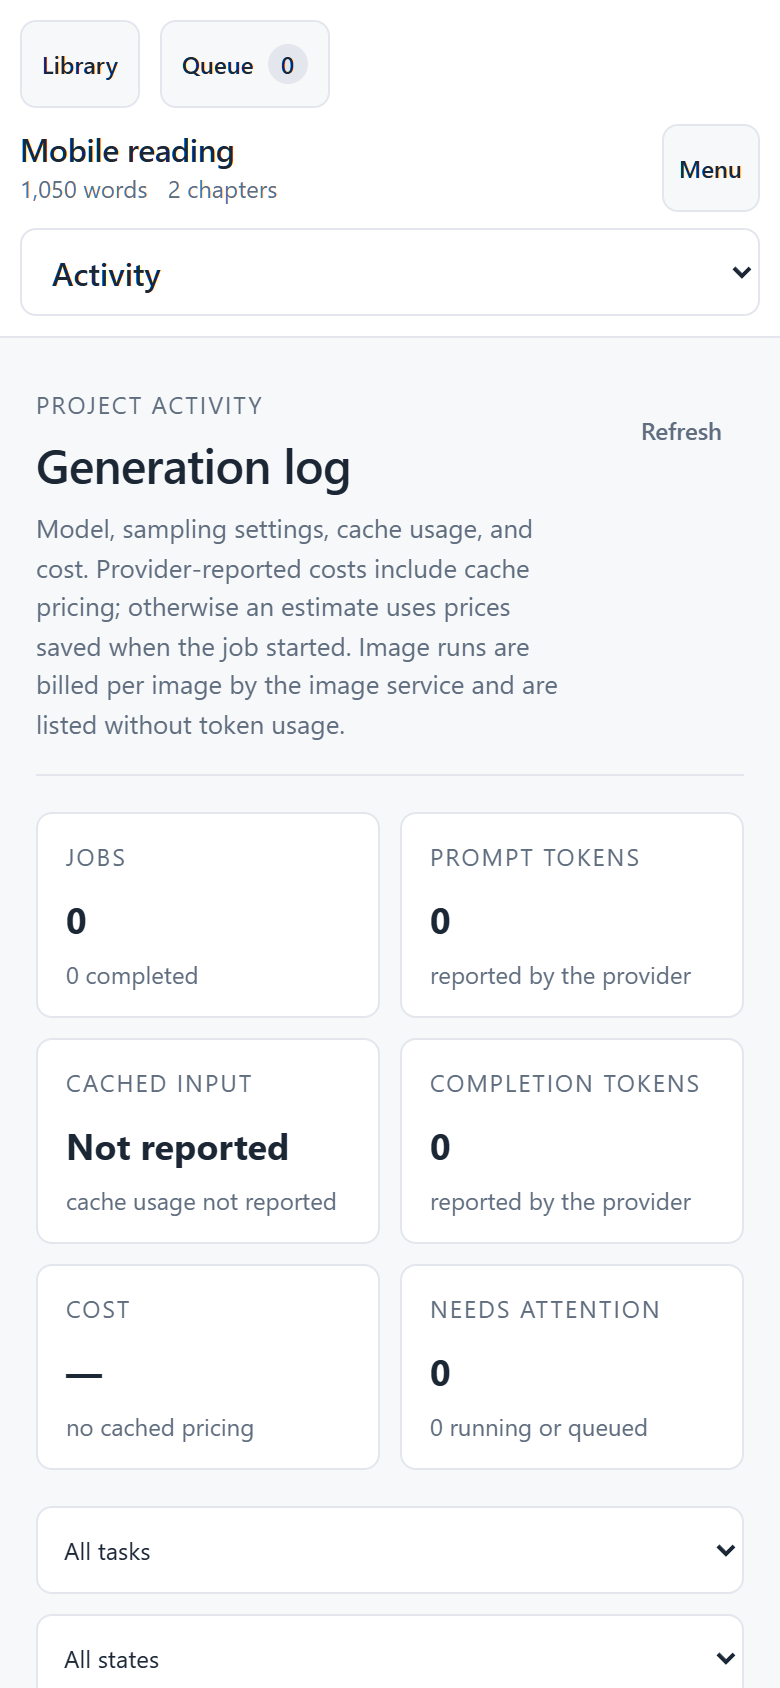 Library
Queue 0
Mobile reading
1,050 words 2 chapters
Menu
Activity
PROJECT ACTIVITY
Refresh
Generation log
Model, sampling settings, cache usage, and
cost. Provider-reported costs include cache
pricing; otherwise an estimate uses prices
saved when the job started. Image runs are
billed per image by the image service and are
listed without token usage.
JOBS
0
0 completed
PROMPT TOKENS
0
reported by the provider
CACHED INPUT
Not reported
cache usage not reported
COMPLETION TOKENS
0
reported by the provider
COST
—
no cached pricing
NEEDS ATTENTION
0
0 running or queued
All tasks
All states